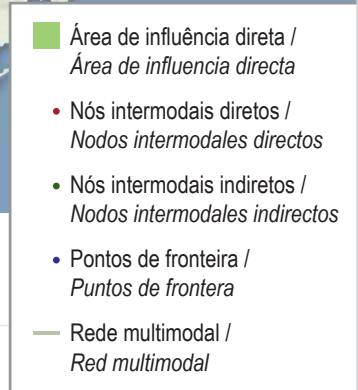 Área de influência direta /
Área de influencia directa
Nós intermodais diretos /
Nodos intermodales directos
Nós intermodais indiretos /
Nodos intermodales indirectos
Pontos de fronteira /
Puntos de frontera
Rede multimodal /
Red multimodal